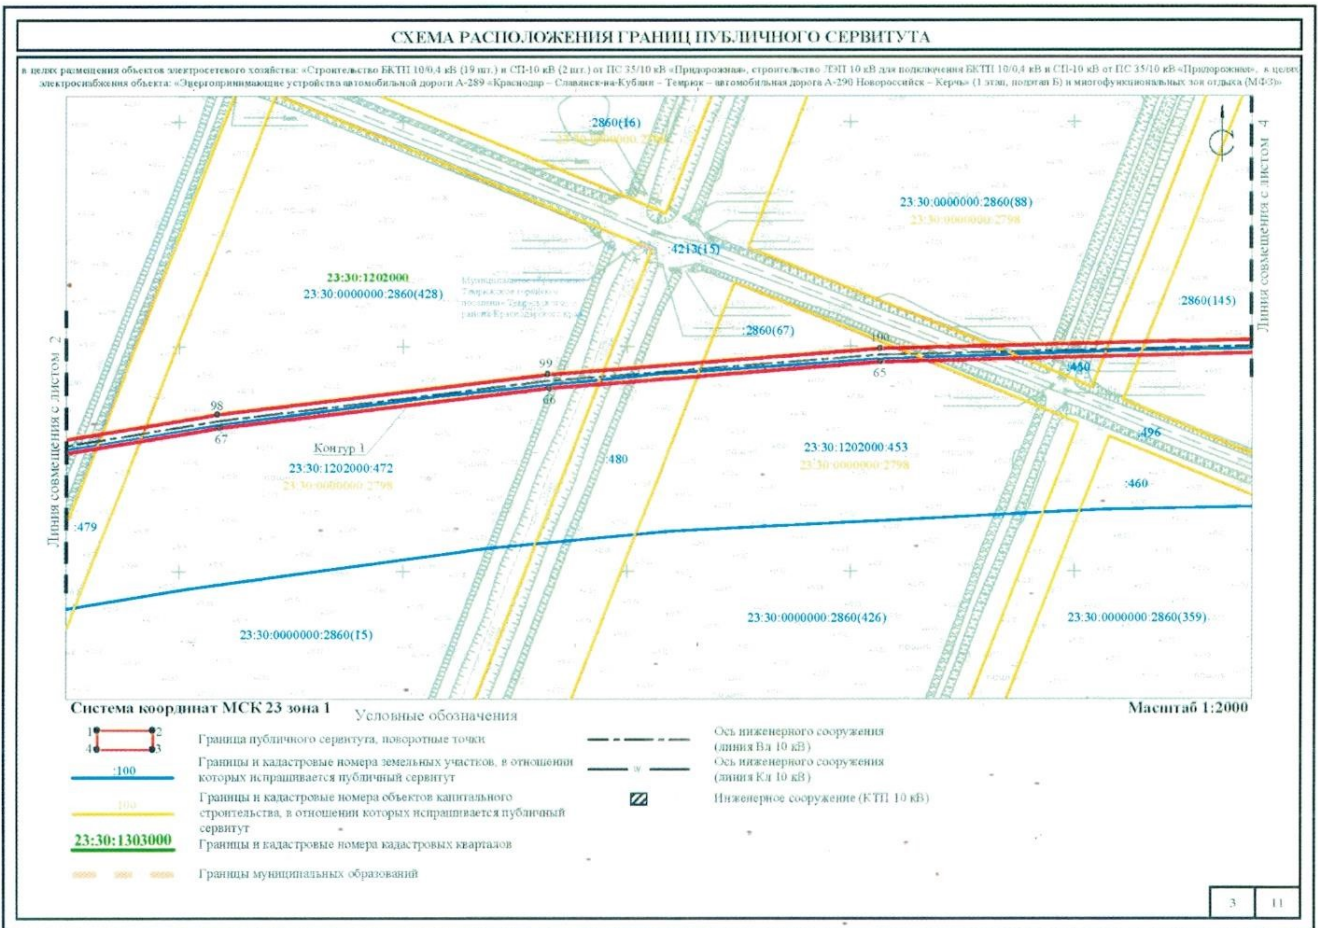 СХЕМА РАСПОЛОЖЕНИЯ ГРАНИЦ ПУБЛИЧНОГО СЕРВИТУТА
в целях размещения объектов электросетевого хозяйства: «Строительство БКТП 10/0,4 кВ (19 шт.) и СП-10 кВ (2 шт.) от ПС 35/10 кВ «Придорожная», строительство ЛЭП 10 кВ для подключения БКТП 10/0,4 кВ и СП-10 кВ от ПС 35/10 кВ «Придорожная», в целях
электроснабжения объекта: «Энергопринимающие устройства автомобильной дороги А-289 «Краснодар – Славянск-на-Кубани – Темрюк – автомобильная дорога А-290 Новороссийск – Керчь» (1 этап, подэтап Б) и многофункциональных зон отдыха (МФЗ)»
:2860(16)
23:30:0000000:2798
23:30:0000000:2860(88)
23:30:0000000:2798
:4213(15)
23:30:1202000
23:30:0000000:2860(428)
:2860(145)
:2860(67)
Линия совмещения с листом 4
Линия совмещения с листом 2
100
99
98
65
66
67
:450
Контур 1
23:30:1202000:472
23:30:0000000:2798
:480
23:30:1202000:453
23:30:0000000:2798
:496
:460
:479
23:30:0000000:2860(15)
23:30:0000000:2860(426)
23:30:0000000:2860(359)
Система координат МСК 23 зона 1
Масштаб 1:2000
Условные обозначения
1 2
4 3
Граница публичного сервитута, поворотные точки
:100
Границы и кадастровые номера земельных участков, в отношении
которых испрашивается публичный сервитут
:100
Границы и кадастровые номера объектов капитального
строительства, в отношении которых испрашивается публичный
сервитут
23:30:1303000
Границы и кадастровые номера кадастровых кварталов
Границы муниципальных образований
Ось инженерного сооружения
(линия Вл 10 кВ)
Ось инженерного сооружения
(линия Кл 10 кВ)
Инженерное сооружение (КТП 10 кВ)
3 11